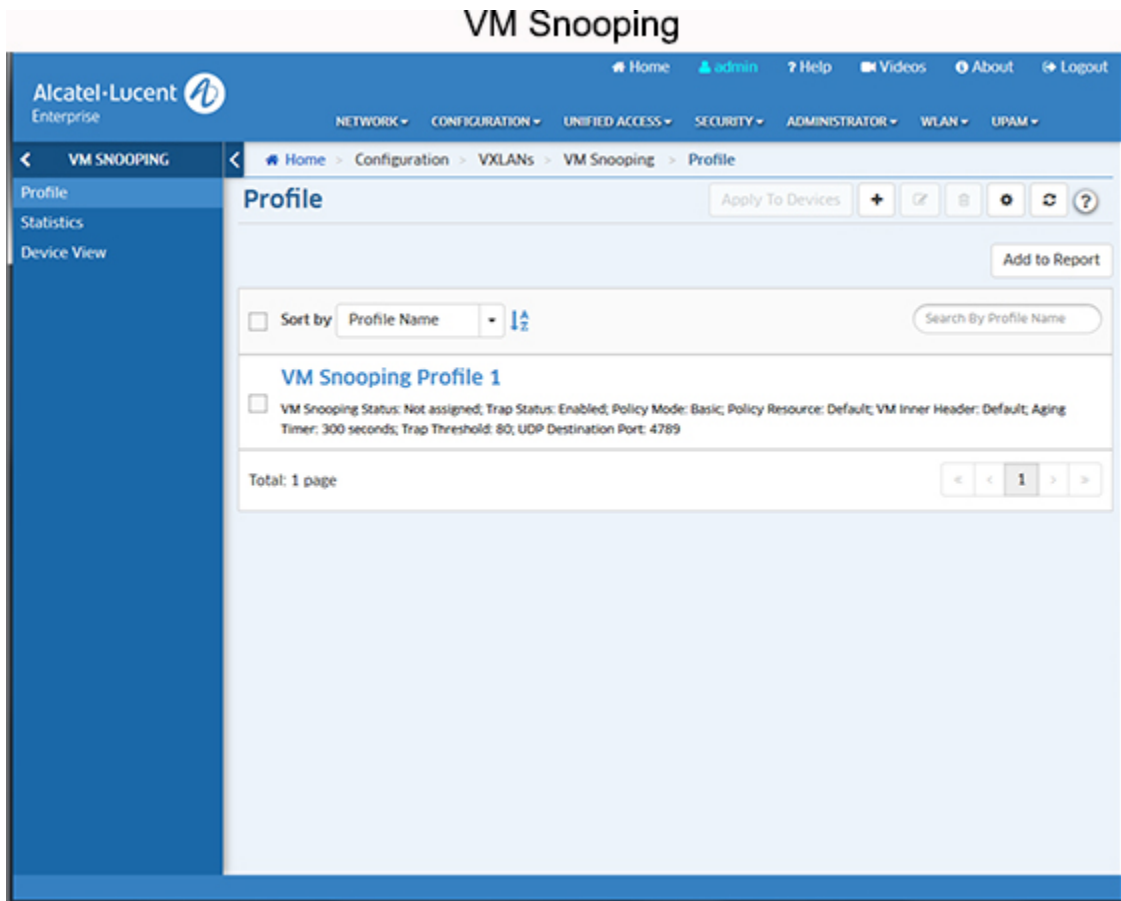 VM Snooping
Home admin ? Help Videos About Logout
Alcatel·Lucent
Enterprise
NETWORK CONFIGURATION UNIFIED ACCESS SECURITY ADMINISTRATOR WLAN UPAM
VM SNOOPING
Home > Configuration > VXLANs > VM Snooping > Profile
Profile
Statistics
Device View
Profile
Apply To Devices
?
Add to Report
Sort by Profile Name
Search By Profile Name
VM Snooping Profile 1
VM Snooping Status: Not assigned; Trap Status: Enabled; Policy Mode: Basic; Policy Resource: Default; VM Inner Header: Default; Aging
Timer: 300 seconds; Trap Threshold: 80; UDP Destination Port: 4789
Total: 1 page
« < 1 > »